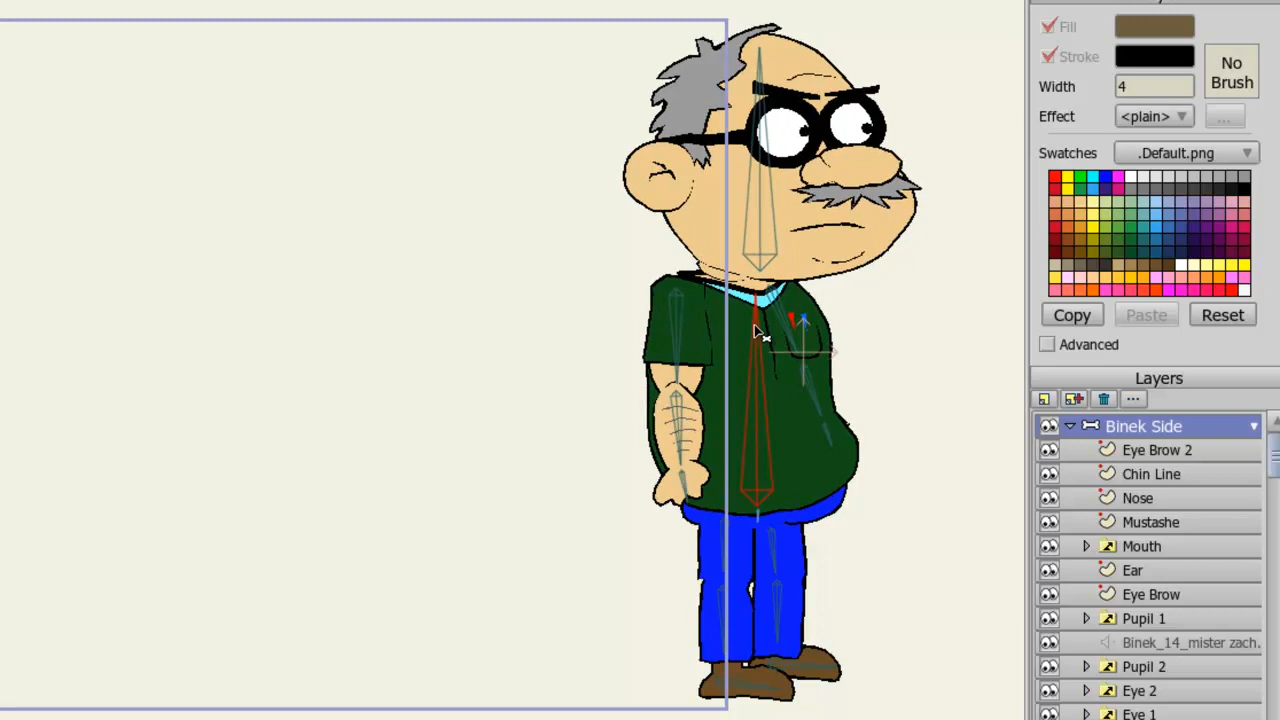 Fill
Stroke
No Brush
Width
4
Effect
<plain>
...
Swatches
.Default.png
Copy
Paste
Reset
Advanced
Layers
...
Binek Side
Eye Brow 2
Chin Line
Nose
Mustashe
Mouth
Ear
Eye Brow
Pupil 1
Binek_14_mister zach.
Pupil 2
Eye 2
Eye 1